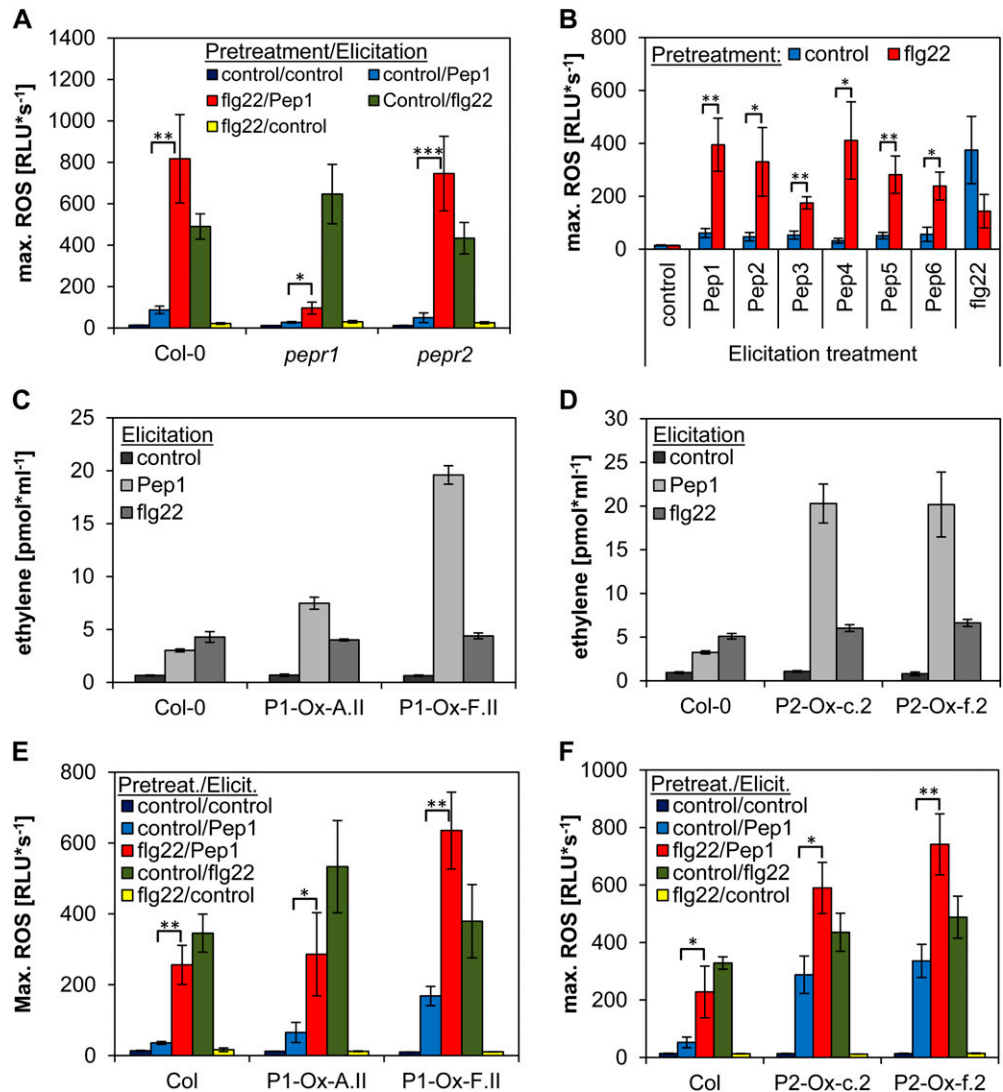 A
max. ROS [RLU*s-1]
1400
1200
1000
800
600
400
200
0
Pretreatment/Elicitation
control/control
control/Pep1
flg22/Pep1
Control/flg22
flg22/control
**
*
***
Col-0
pepr1
pepr2
B
max. ROS [RLU*s-1]
800
600
400
200
0
Pretreatment:
control
flg22
**
*
**
*
**
*
control
Pep1
Pep2
Pep3
Pep4
Pep5
Pep6
flg22
Elicitation treatment
C
ethylene [pmol*ml-1]
25
20
15
10
5
0
Elicitation
control
Pep1
flg22
Col-0
P1-Ox-A.II
P1-Ox-F.II
D
ethylene [pmol*ml-1]
30
25
20
15
10
5
0
Elicitation
control
Pep1
flg22
Col-0
P2-Ox-c.2
P2-Ox-f.2
E
Max. ROS [RLU*s-1]
800
600
400
200
0
Pretreat./Elicit.
control/control
control/Pep1
flg22/Pep1
control/flg22
flg22/control
**
*
**
Col
P1-Ox-A.II
P1-Ox-F.II
F
max. ROS [RLU*s-1]
1000
800
600
400
200
0
Pretreat./Elicit.
control/control
control/Pep1
flg22/Pep1
control/flg22
flg22/control
*
*
**
Col
P2-Ox-c.2
P2-Ox-f.2